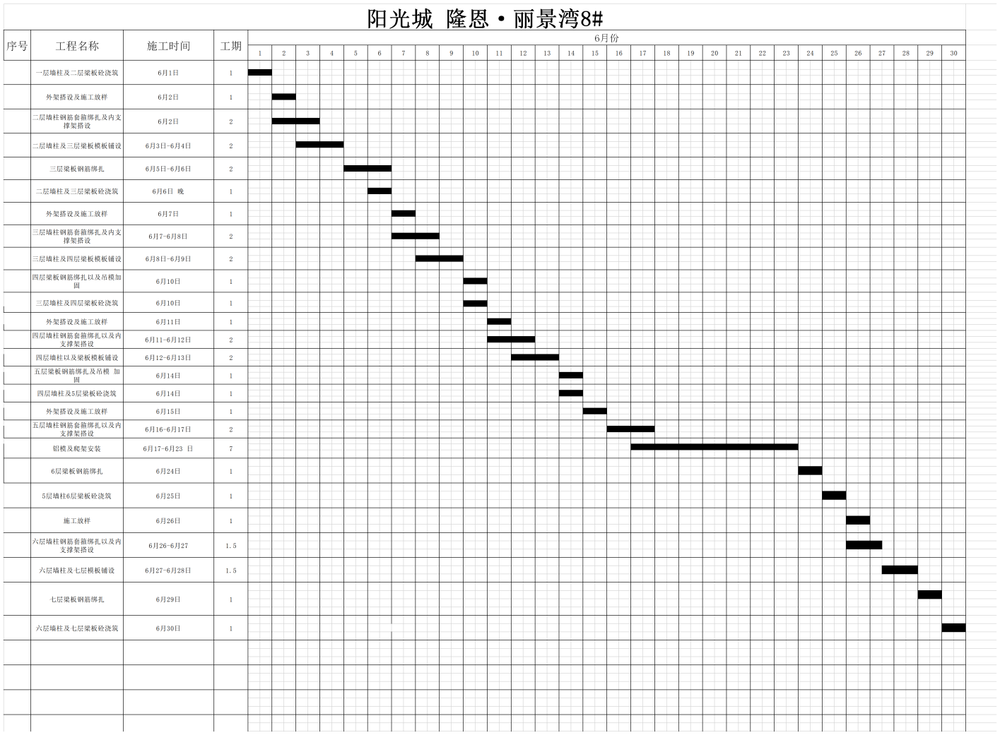 阳光城 隆恩·丽景湾8#
序号 工程名称 施工时间 工期 6月份
1 2 3 4 5 6 7 8 9 10 11 12 13 14 15 16 17 18 19 20 21 22 23 24 25 26 27 28 29 30
一层墙柱及二层梁板砼浇筑 6月1日 1
外架搭设及施工放样 6月2日 1
二层墙柱钢筋套箍绑扎及内支
撑架搭设 6月2日 2
二层墙柱及三层梁板模板铺设 6月3日-6月4日 2
三层梁板钢筋绑扎 6月5日-6月6日 2
二层墙柱及三层梁板砼浇筑 6月6日 晚 1
外架搭设及施工放样 6月7日 1
三层墙柱钢筋套箍绑扎及内支
撑架搭设 6月7-6月8日 2
三层墙柱及四层梁板模板铺设 6月8日-6月9日 2
四层梁板钢筋绑扎以及吊模加
固 6月10日 1
三层墙柱及四层梁板砼浇筑 6月10日 1
外架搭设及施工放样 6月11日 1
四层墙柱钢筋套箍绑扎以及内
支撑架搭设 6月11-6月12日 2
四层墙柱以及梁板模板铺设 6月12-6月13日 2
五层梁板钢筋绑扎及吊模 加
固 6月14日 1
四层墙柱及5层梁板砼浇筑 6月14日 1
外架搭设及施工放样 6月15日 1
五层墙柱钢筋套箍绑扎以及内
支撑架搭设 6月16-6月17日 2
铝模及爬架安装 6月17-6月23 日 7
6层梁板钢筋绑扎 6月24日 1
5层墙柱6层梁板砼浇筑 6月25日 1
施工放样 6月26日 1
六层墙柱钢筋套箍绑扎以及内
支撑架搭设 6月26-6月27 1.5
六层墙柱及七层模板铺设 6月27-6月28日 1.5
七层梁板钢筋绑扎 6月29日 1
六层墙柱及七层梁板砼浇筑 6月30日 1